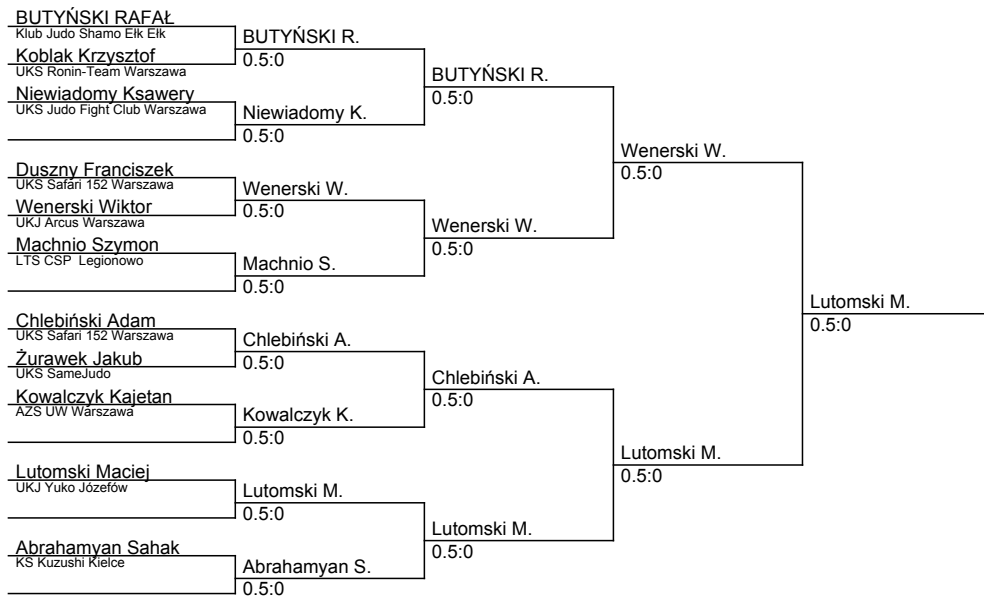 BUTYŃSKI RAFAŁ
Klub Judo Shamo Ełk Ełk
Koblak Krzysztof
UKS Ronin-Team Warszawa
Niewiadomy Ksawery
UKS Judo Fight Club Warszawa
Duszny Franciszek
UKS Safari 152 Warszawa
Wenerski Wiktor
UKJ Arcus Warszawa
Machnio Szymon
LTS CSP Legionowo
Chlebiński Adam
UKS Safari 152 Warszawa
Żurawek Jakub
UKS SameJudo
Kowalczyk Kajetan
AZS UW Warszawa
Lutomski Maciej
UKJ Yuko Józefów
Abrahamyan Sahak
KS Kuzushi Kielce
BUTYŃSKI R.
0.5:0
Niewiadomy K.
0.5:0
Wenerski W.
0.5:0
Machnio S.
0.5:0
Chlebiński A.
0.5:0
Kowalczyk K.
0.5:0
Lutomski M.
0.5:0
Abrahamyan S.
0.5:0
BUTYŃSKI R.
0.5:0
Wenerski W.
0.5:0
Chlebiński A.
0.5:0
Lutomski M.
0.5:0
Wenerski W.
0.5:0
Lutomski M.
0.5:0
Lutomski M.
0.5:0